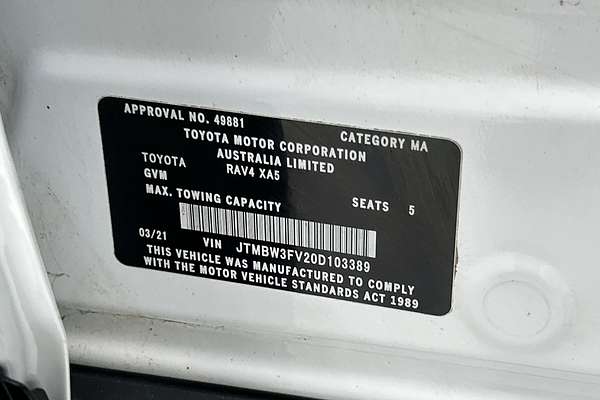 APPROVAL NO. 49881 CATEGORY MA
TOYOTA MOTOR CORPORATION
AUSTRALIA LIMITED
TOYOTA RAV4 XA5
GVM
MAX. TOWING CAPACITY SEATS 5
03/21 VIN JTMBW3FV20D103389
THIS VEHICLE WAS MANUFACTURED TO COMPLY
WITH THE MOTOR VEHICLE STANDARDS ACT 1989